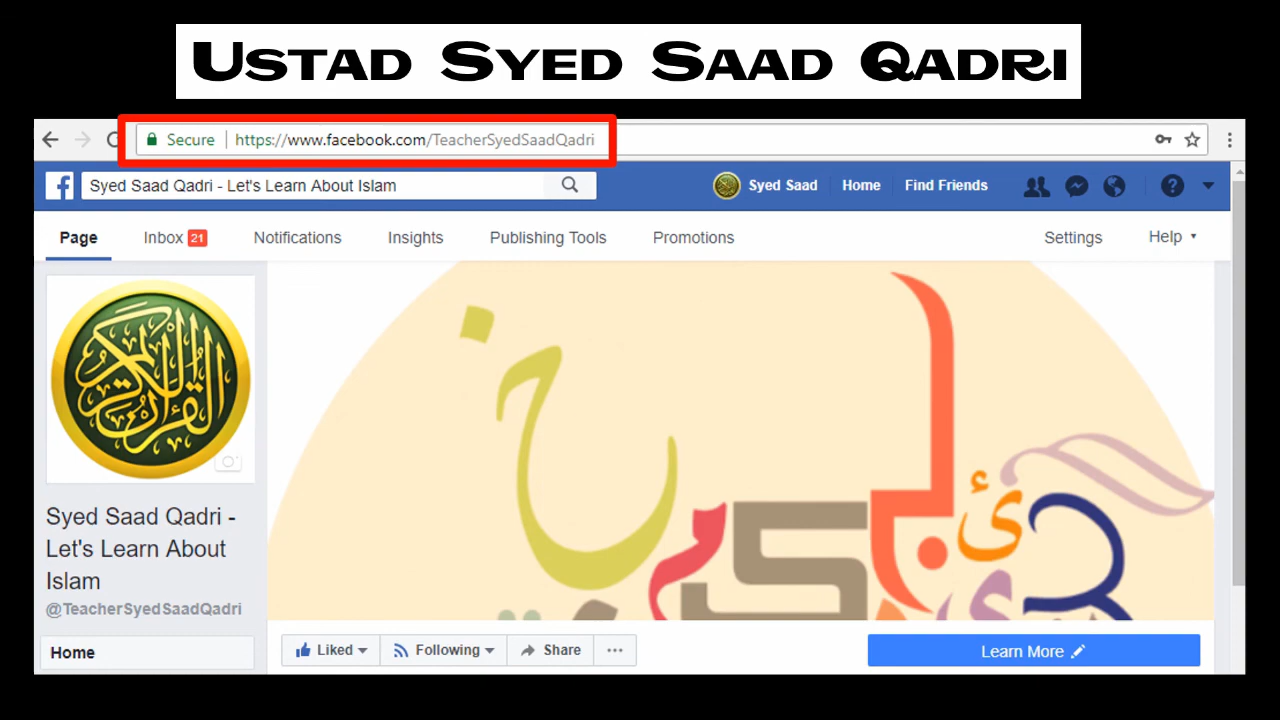 Ustad Syed Saad Qadri
Secure | https://www.facebook.com/TeacherSyedSaadQadri
f Syed Saad Qadri - Let's Learn About Islam Syed Saad Home Find Friends ?
Page Inbox 21 Notifications Insights Publishing Tools Promotions Settings Help
القرآن الكريم
خ
م
ك
ئ
Syed Saad Qadri -
Let's Learn About
Islam
@TeacherSyedSaadQadri
Home
Liked Following Share ... Learn More